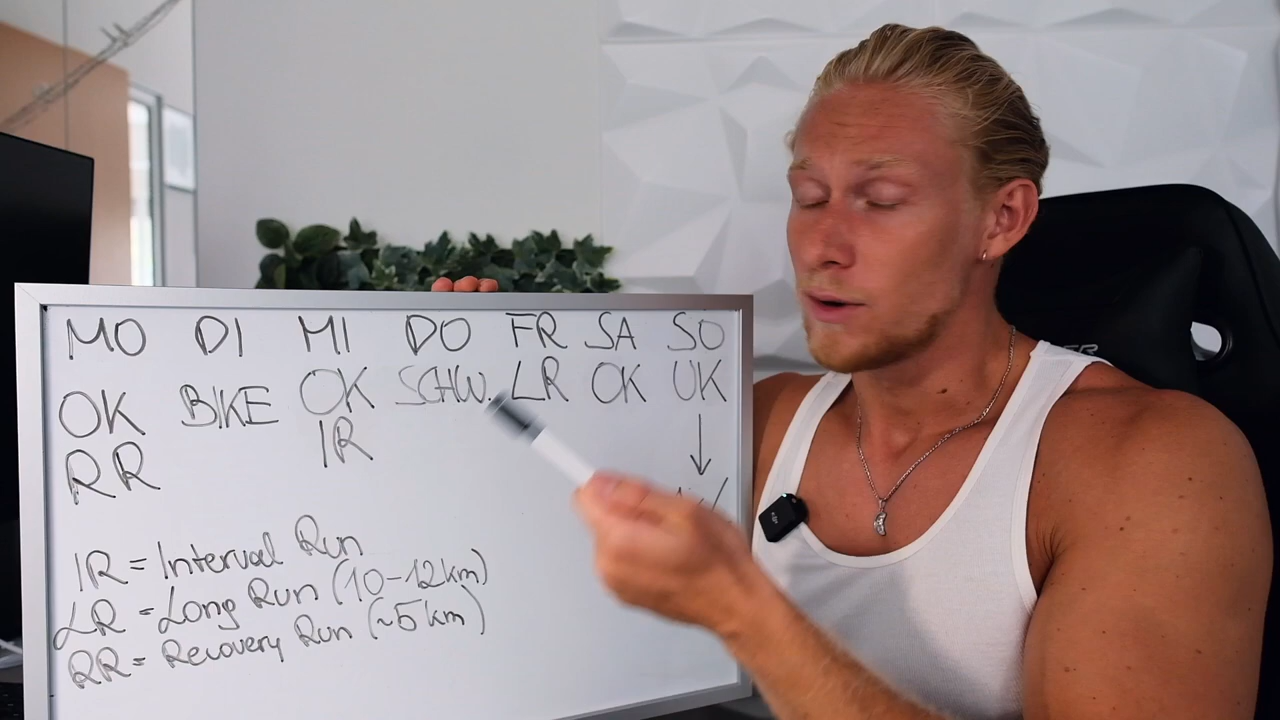 MO DI MI DO FR SA SO
OK BIKE OK SCHW. LR OK UK
RR IR
IR = Interval Run
LR = Long Run (10-12km)
RR = Recovery Run (~5km)